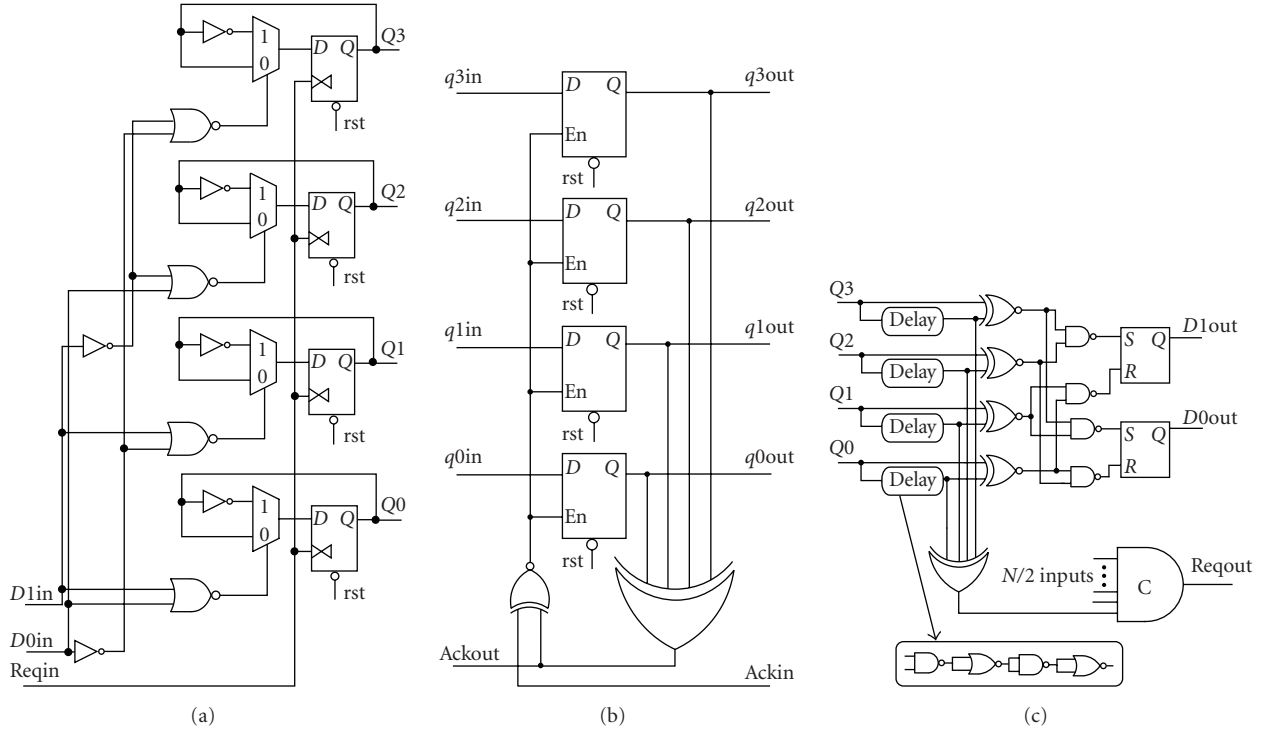 1
0
D Q
Q3
rst
1
0
D Q
Q2
rst
1
0
D Q
Q1
rst
1
0
D Q
Q0
rst
D1in
D0in
Reqin
(a)
q3in
D Q
q3out
En
rst
q2in
D Q
q2out
En
rst
q1in
D Q
q1out
En
rst
q0in
D Q
q0out
En
rst
Ackout
Ackin
(b)
Q3
Delay
Q2
Delay
Q1
Delay
Q0
Delay
S Q
R
D1out
S Q
R
D0out
N/2 inputs
C
Reqout
(c)